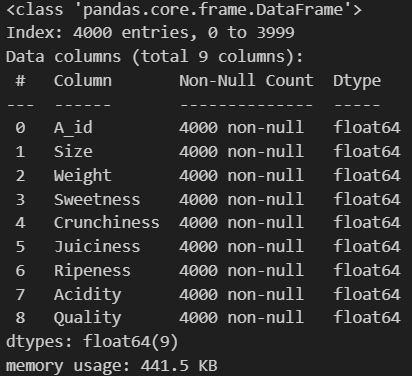 <class 'pandas.core.frame.DataFrame'>
Index: 4000 entries, 0 to 3999
Data columns (total 9 columns):
 #   Column       Non-Null Count  Dtype
---  ------       --------------  -----
 0   A_id         4000 non-null   float64
 1   Size         4000 non-null   float64
 2   Weight       4000 non-null   float64
 3   Sweetness    4000 non-null   float64
 4   Crunchiness  4000 non-null   float64
 5   Juiciness    4000 non-null   float64
 6   Ripeness     4000 non-null   float64
 7   Acidity      4000 non-null   float64
 8   Quality      4000 non-null   float64
dtypes: float64(9)
memory usage: 441.5 KB